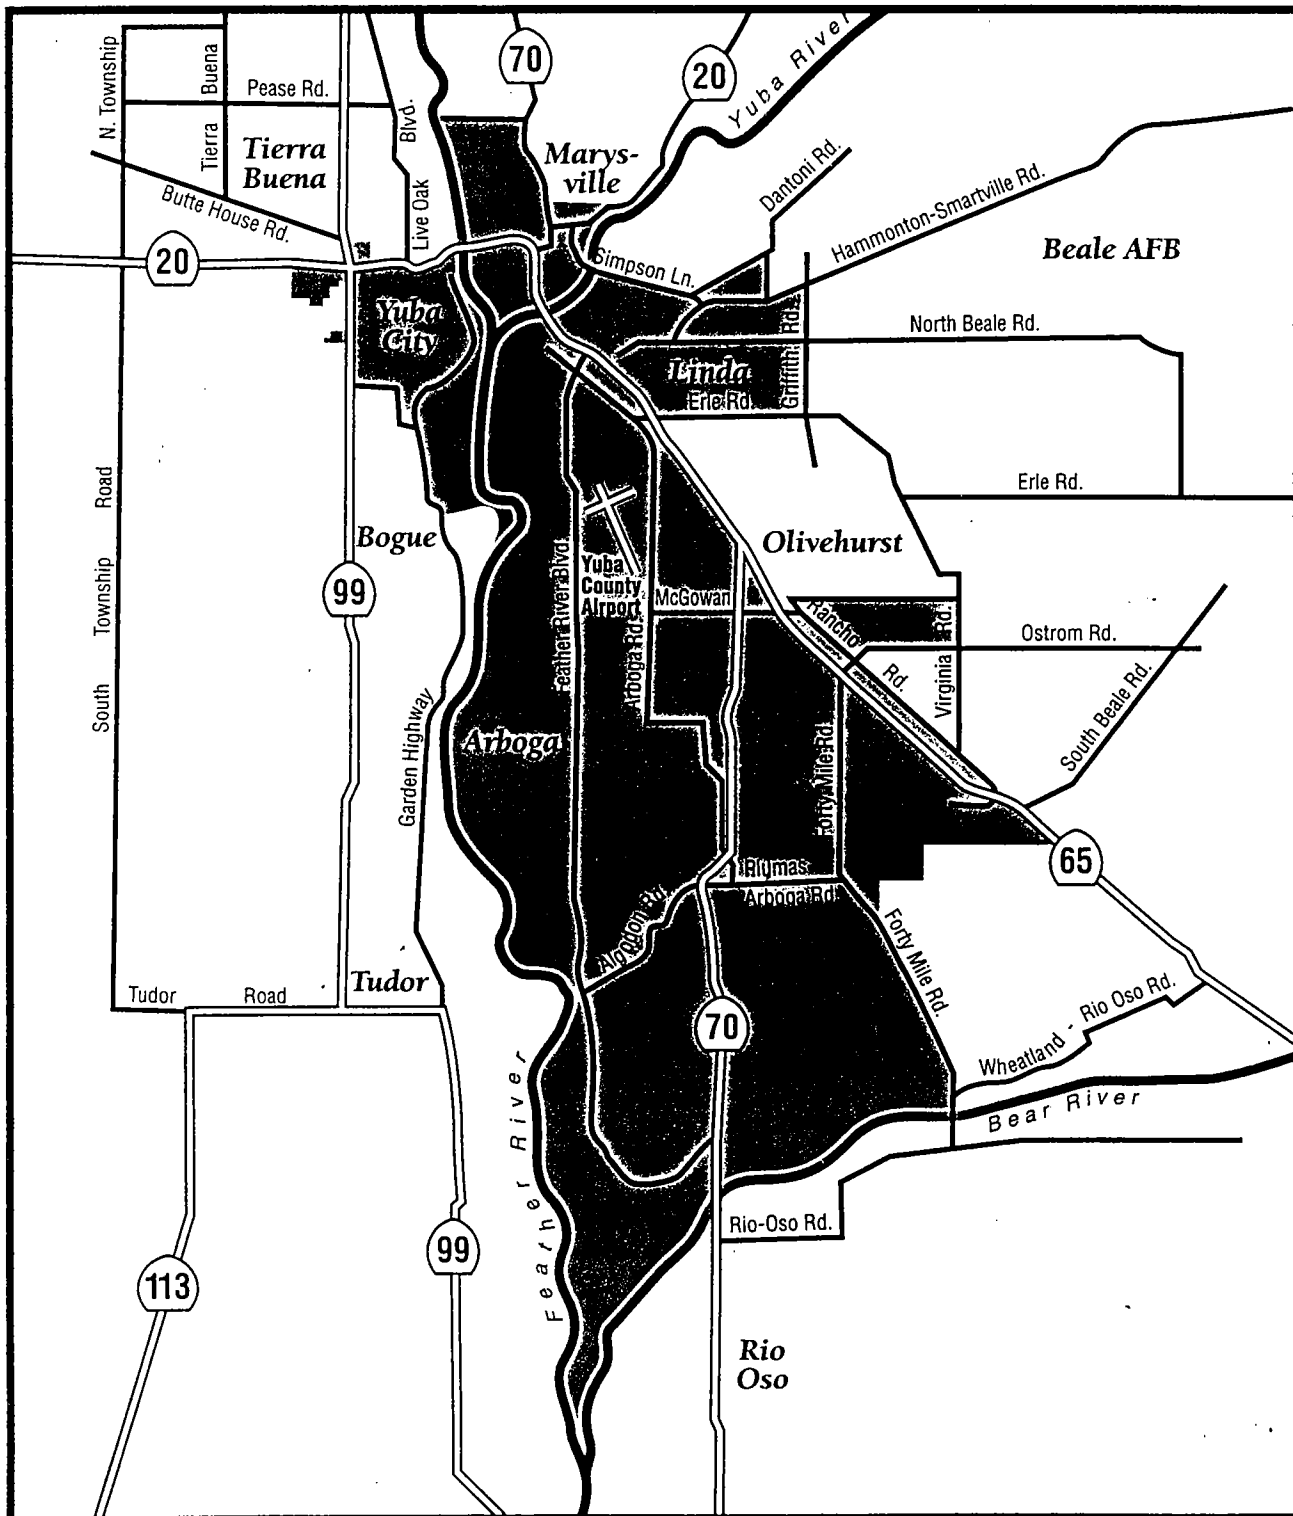 70
20
Yuba River
N. Township
Tierra Buena
Pease Rd.
Blvd.
Tierra
Buena
Marys-
ville
Dantoni Rd.
Butte House Rd.
Live Oak
Hammonton-Smartville Rd.
20
Simpson Ln.
Beale AFB
Yuba
City
Griffith Rd.
North Beale Rd.
Linda
Erle Rd.
South Township Road
Erle Rd.
Bogue
Olivehurst
99
Feather River Blvd.
Yuba
County
Airport
McGowan
Arboga Rd.
Rancho Rd.
Virginia Rd.
Ostrom Rd.
South Beale Rd.
Garden Highway
Arboga
Forty Mile Rd.
65
Plumas
Arboga Rd.
Algodon Rd.
Forty Mile Rd.
Tudor
Tudor Road
70
Wheatland - Rio Oso Rd.
Bear River
Feather River
Rio-Oso Rd.
99
113
Rio
Oso